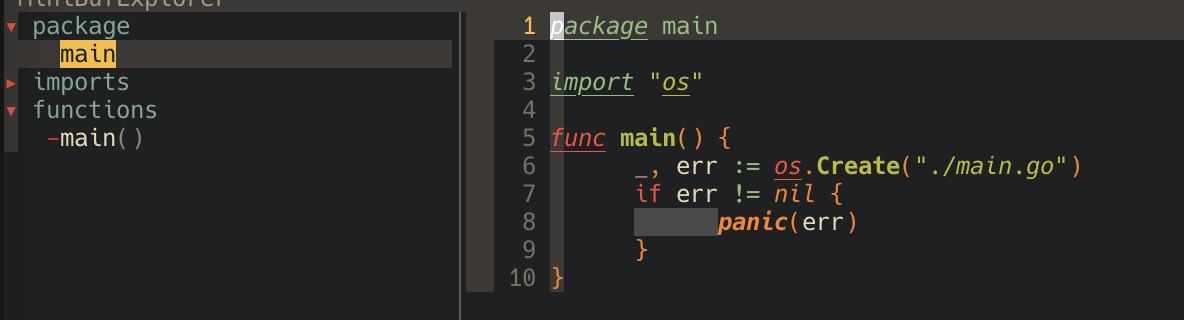 MiniBufExplorer
▼ package
main
▶ imports
▼ functions
-main()
1 package main
2
3 import "os"
4
5 func main() {
6 _, err := os.Create("./main.go")
7 if err != nil {
8 panic(err)
9 }
10 }